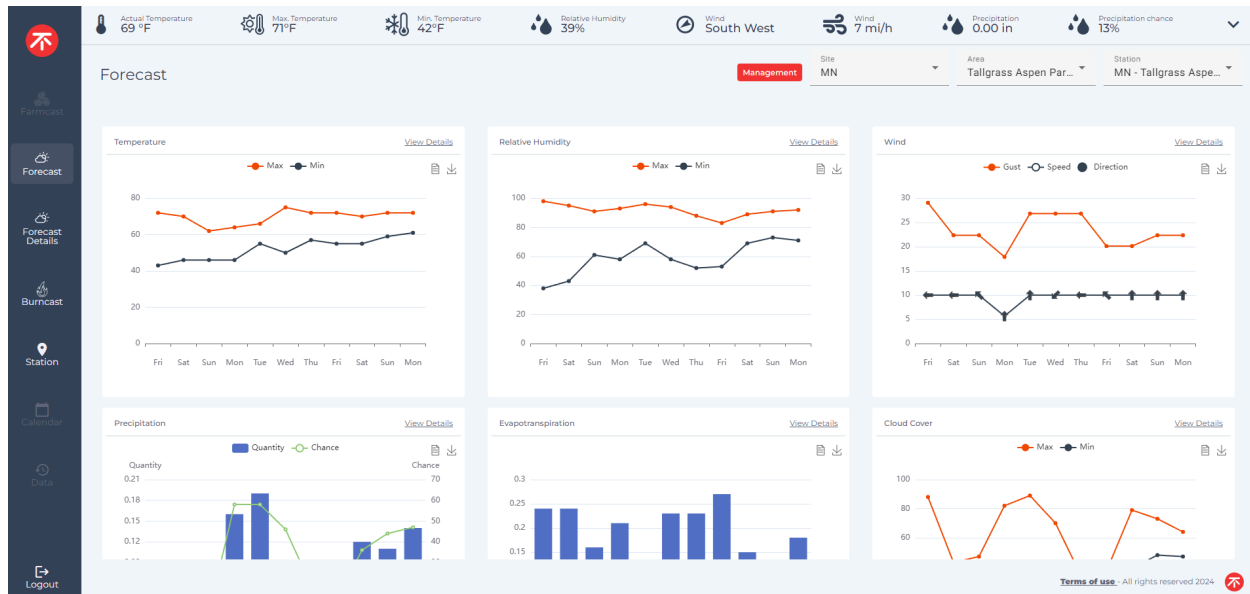 Actual Temperature
69 °F
Max. Temperature
71°F
Min. Temperature
42°F
Relative Humidity
39%
Wind
South West
Wind
7 mi/h
Precipitation
0.00 in
Precipitation chance
13%
Farmcast
Forecast
Forecast
Details
Burncast
Station
Calendar
Data
Logout
Forecast
Management
Site
MN
Area
Tallgrass Aspen Par...
Station
MN - Tallgrass Aspe...
Temperature
View Details
Max
Min
80
60
40
20
0
Fri Sat Sun Mon Tue Wed Thu Fri Sat Sun Mon
Relative Humidity
View Details
Max
Min
100
80
60
40
20
0
Fri Sat Sun Mon Tue Wed Thu Fri Sat Sun Mon
Wind
View Details
Gust
Speed
Direction
30
25
20
15
10
5
0
Fri Sat Sun Mon Tue Wed Thu Fri Sat Sun Mon
Precipitation
View Details
Quantity
Chance
Quantity
Chance
0.21
0.18
0.15
0.12
70
60
50
40
Evapotranspiration
View Details
0.3
0.25
0.2
0.15
Cloud Cover
View Details
Max
Min
100
80
60
Terms of use - All rights reserved 2024